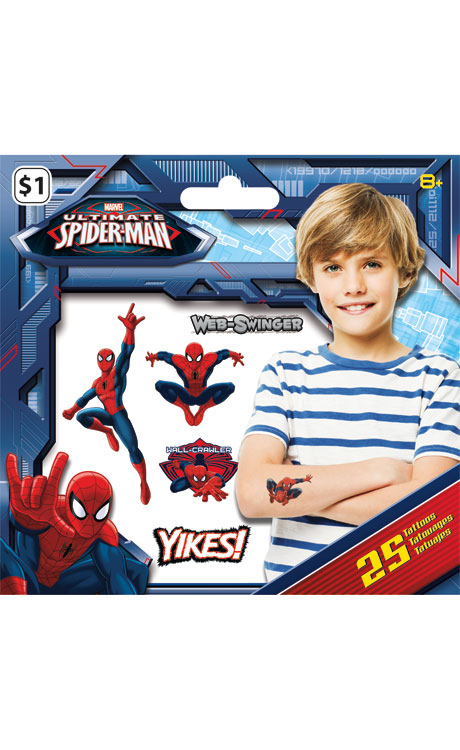 $1
MARVEL
ULTIMATE
SPIDER-MAN
8+
WEB-SWINGER
WALL-CRAWLER
YIKES!
25
Tattoos
Tatouages
Tatuajes